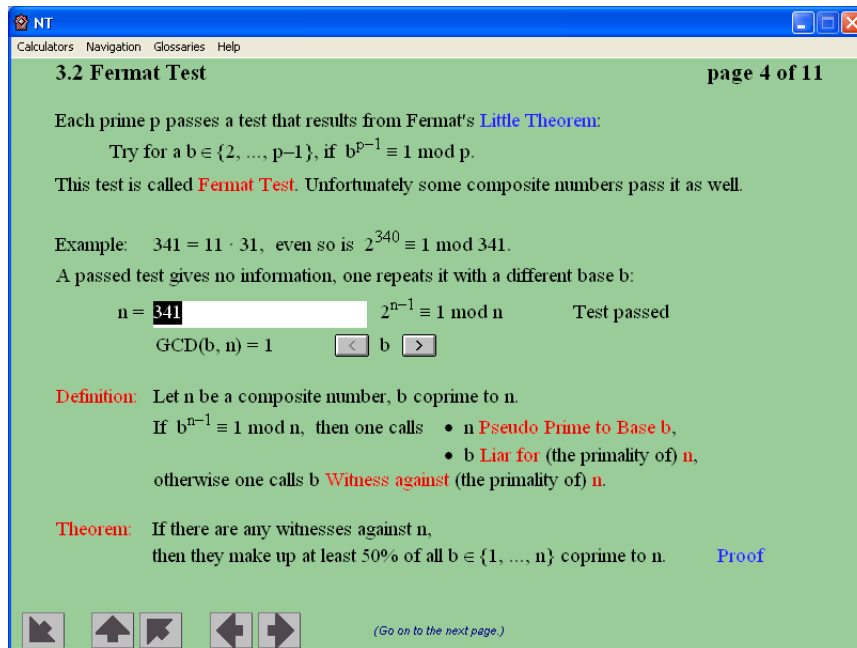 NT
Calculators Navigation Glossaries Help
3.2 Fermat Test page 4 of 11
Each prime p passes a test that results from Fermat's Little Theorem:
Try for a b ∈ {2, ..., p–1}, if b^{p–1} ≡ 1 mod p.
This test is called Fermat Test. Unfortunately some composite numbers pass it as well.
Example: 341 = 11 · 31, even so is 2^{340} ≡ 1 mod 341.
A passed test gives no information, one repeats it with a different base b:
n = 341 2^{n–1} ≡ 1 mod n Test passed
GCD(b, n) = 1 < b >
Definition: Let n be a composite number, b coprime to n.
If b^{n–1} ≡ 1 mod n, then one calls • n Pseudo Prime to Base b,
• b Liar for (the primality of) n,
otherwise one calls b Witness against (the primality of) n.
Theorem: If there are any witnesses against n,
then they make up at least 50% of all b ∈ {1, ..., n} coprime to n. Proof
(Go on to the next page.)